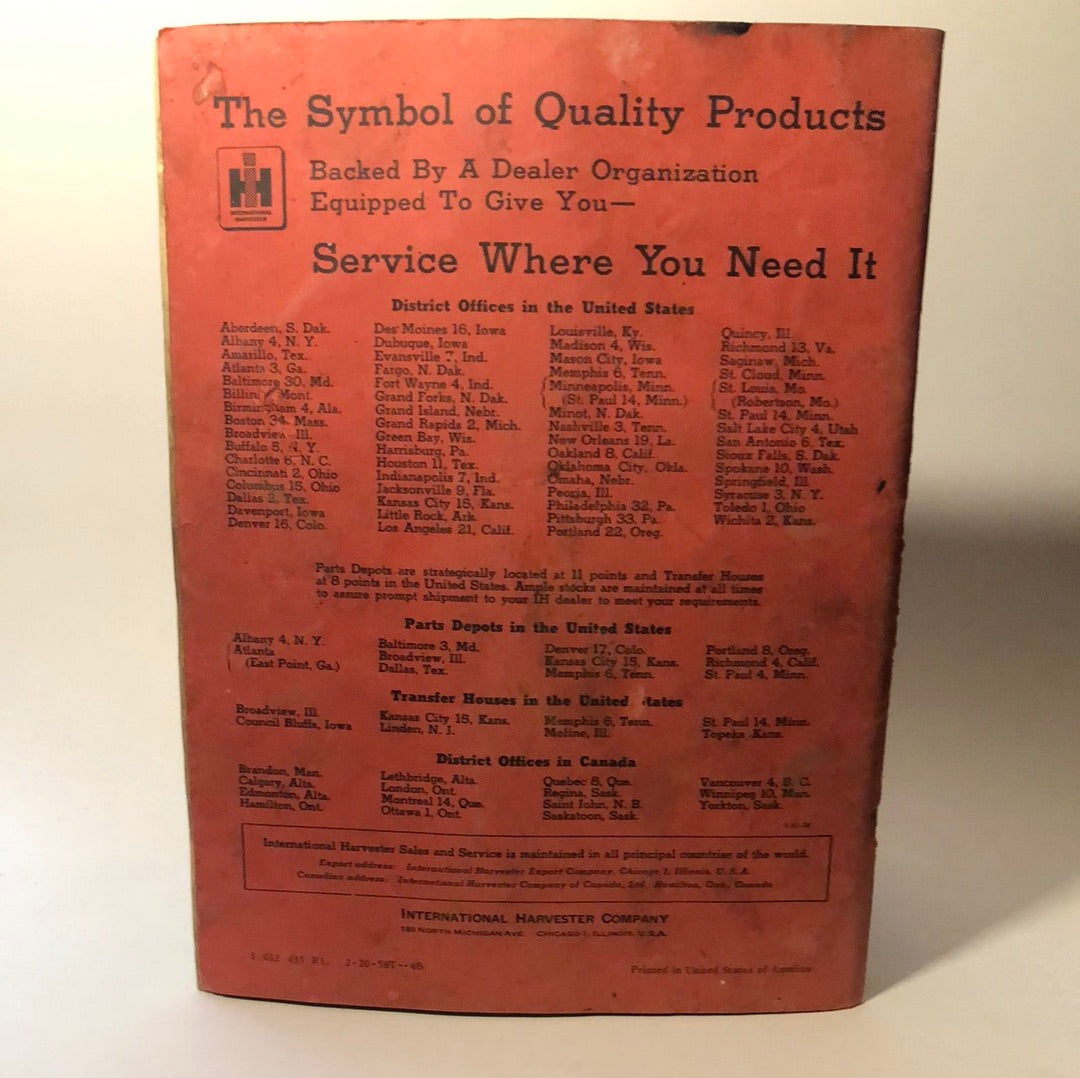 The Symbol of Quality Products
INTERNATIONAL
HARVESTER
Backed By A Dealer Organization
Equipped To Give You—
Service Where You Need It
District Offices in the United States
Aberdeen, S. Dak.
Albany 4, N. Y.
Amarillo, Tex.
Atlanta 3, Ga.
Baltimore 30, Md.
Mont.
Birmingham 4, Ala.
Boston 34, Mass.
Broadview, Ill.
Buffalo 5, N. Y.
Charlotte 6, N. C.
Cincinnati 2, Ohio
Columbus 15, Ohio
Dallas 2, Tex.
Davenport, Iowa
Denver 16, Colo.
Des Moines 16, Iowa
Dubuque, Iowa
Evansville 7, Ind.
Fargo, N. Dak.
Fort Wayne 4, Ind.
Grand Forks, N. Dak.
Grand Island, Nebr.
Grand Rapids 2, Mich.
Green Bay, Wis.
Harrisburg, Pa.
Houston 11, Tex.
Indianapolis 7, Ind.
Jacksonville 9, Fla.
Kansas City 15, Kans.
Little Rock, Ark.
Los Angeles 21, Calif.
Louisville, Ky.
Madison 4, Wis.
Mason City, Iowa
Memphis 6, Tenn.
Minneapolis, Minn.
(St. Paul 14, Minn.)
Minot, N. Dak.
Nashville 3, Tenn.
New Orleans 19, La.
Oakland 8, Calif.
Oklahoma City, Okla.
Omaha, Nebr.
Peoria, Ill.
Philadelphia 32, Pa.
Pittsburgh 33, Pa.
Portland 22, Oreg.
Quincy, Ill.
Richmond 13, Va.
Saginaw, Mich.
St. Cloud, Minn.
St. Louis, Mo.
(Robertson, Mo.)
St. Paul 14, Minn.
Salt Lake City 4, Utah
San Antonio 6, Tex.
Sioux Falls, S. Dak.
Spokane 10, Wash.
Springfield, Ill.
Syracuse 3, N. Y.
Toledo 1, Ohio
Wichita 2, Kans.
Parts Depots are strategically located at 11 points and Transfer Houses
at 8 points in the United States. Ample stocks are maintained at all times
to assure prompt shipment to your IH dealer to meet your requirements.
Parts Depots in the United States
Albany 4, N. Y.
Atlanta
(East Point, Ga.)
Baltimore 3, Md.
Broadview, Ill.
Dallas, Tex.
Denver 17, Colo.
Kansas City 15, Kans.
Memphis 6, Tenn.
Portland 8, Oreg.
Richmond 4, Calif.
St. Paul 4, Minn.
Transfer Houses in the United States
Broadview, Ill.
Council Bluffs, Iowa
Kansas City 15, Kans.
Linden, N. J.
Memphis 6, Tenn.
Moline, Ill.
St. Paul 14, Minn.
Topeka, Kans.
District Offices in Canada
Brandon, Man.
Calgary, Alta.
Edmonton, Alta.
Hamilton, Ont.
Lethbridge, Alta.
London, Ont.
Montreal 14, Que.
Ottawa 1, Ont.
Quebec 8, Que.
Regina, Sask.
Saint John, N. B.
Saskatoon, Sask.
Vancouver 4, B. C.
Winnipeg 10, Man.
Yorkton, Sask.
International Harvester Sales and Service is maintained in all principal countries of the world.
Export address: International Harvester Export Company, Chicago 1, Illinois, U. S. A.
Canadian address: International Harvester Company of Canada, Ltd. Hamilton, Ont., Canada
INTERNATIONAL HARVESTER COMPANY
180 NORTH MICHIGAN AVE. CHICAGO 1, ILLINOIS, U.S.A.
1 012 R1. 2-20-58T--6B
Printed in United States of America